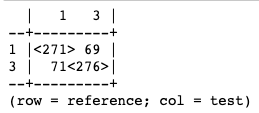 |   1   3 |
--+---------+
1 |<271> 69 |
3 |  71<276>|
--+---------+
(row = reference; col = test)